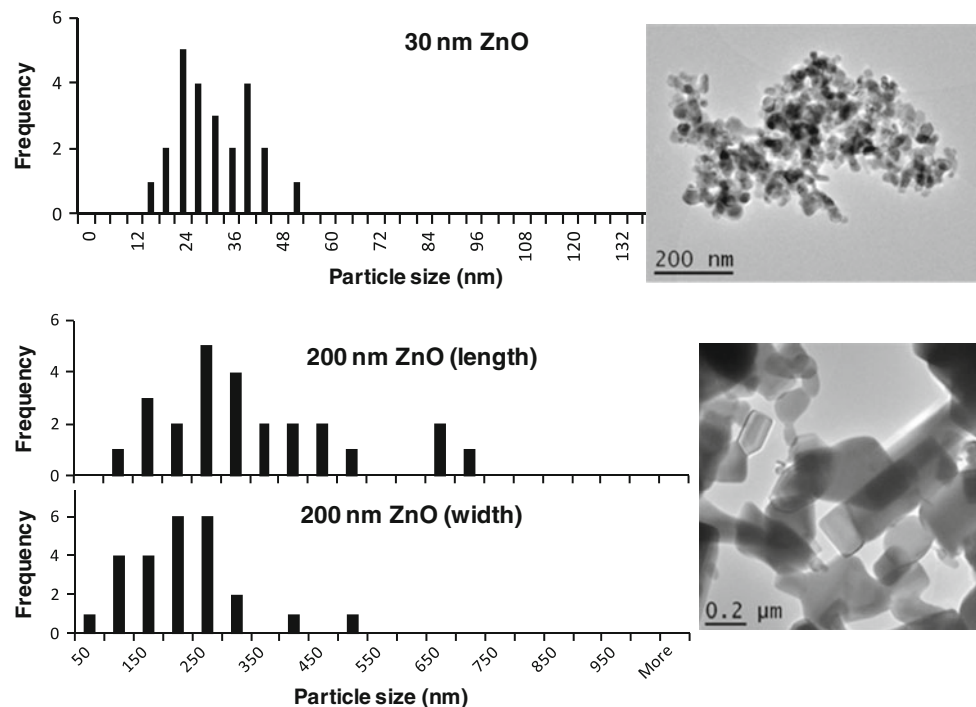 6
4
2
0
Frequency
30 nm ZnO
0 12 24 36 48 60 72 84 96 108 120 132
Particle size (nm)
200 nm
6
4
2
0
Frequency
200 nm ZnO (length)
6
4
2
0
Frequency
200 nm ZnO (width)
50 150 250 350 450 550 650 750 850 950 More
Particle size (nm)
0.2 µm